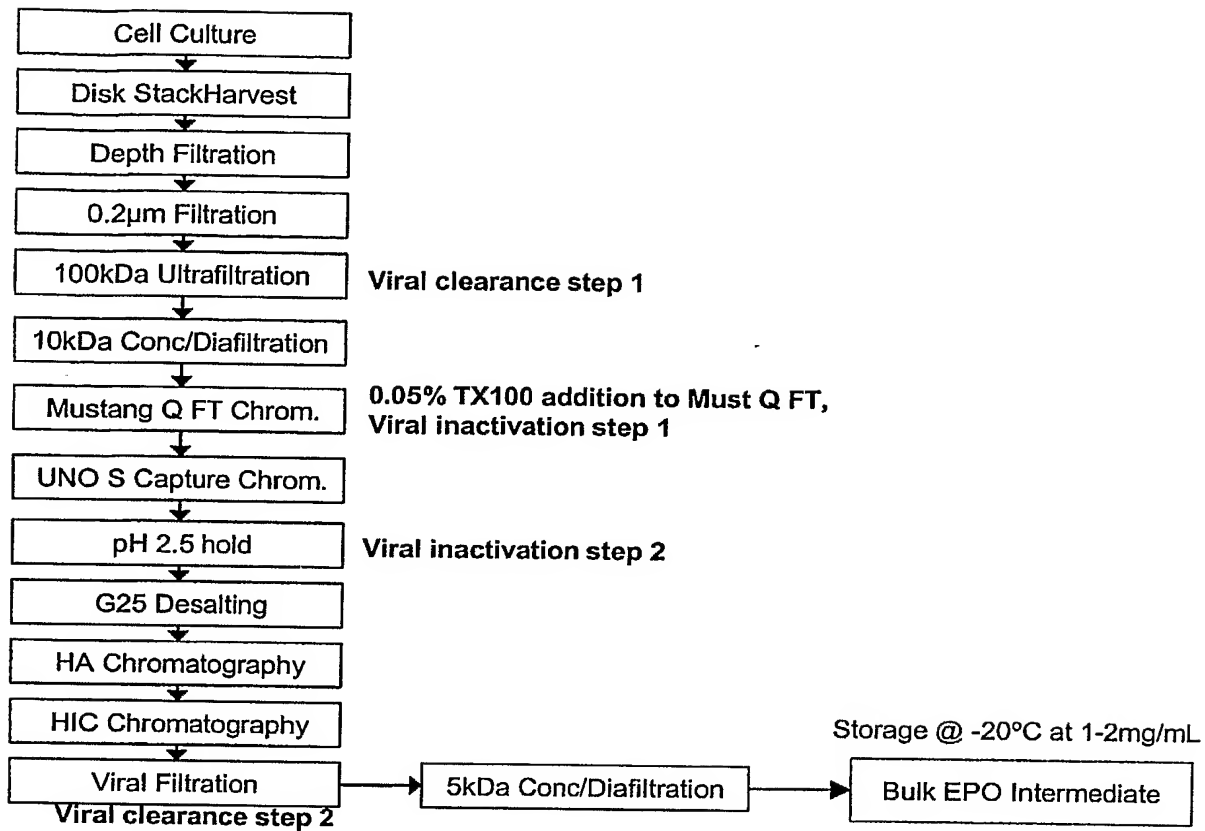 Cell Culture
Disk StackHarvest
Depth Filtration
0.2µm Filtration
100kDa Ultrafiltration
Viral clearance step 1
10kDa Conc/Diafiltration
Mustang Q FT Chrom.
0.05% TX100 addition to Must Q FT,
Viral inactivation step 1
UNO S Capture Chrom.
pH 2.5 hold
Viral inactivation step 2
G25 Desalting
HA Chromatography
HIC Chromatography
Storage @ -20ºC at 1-2mg/mL
Viral Filtration
5kDa Conc/Diafiltration
Bulk EPO Intermediate
Viral clearance step 2